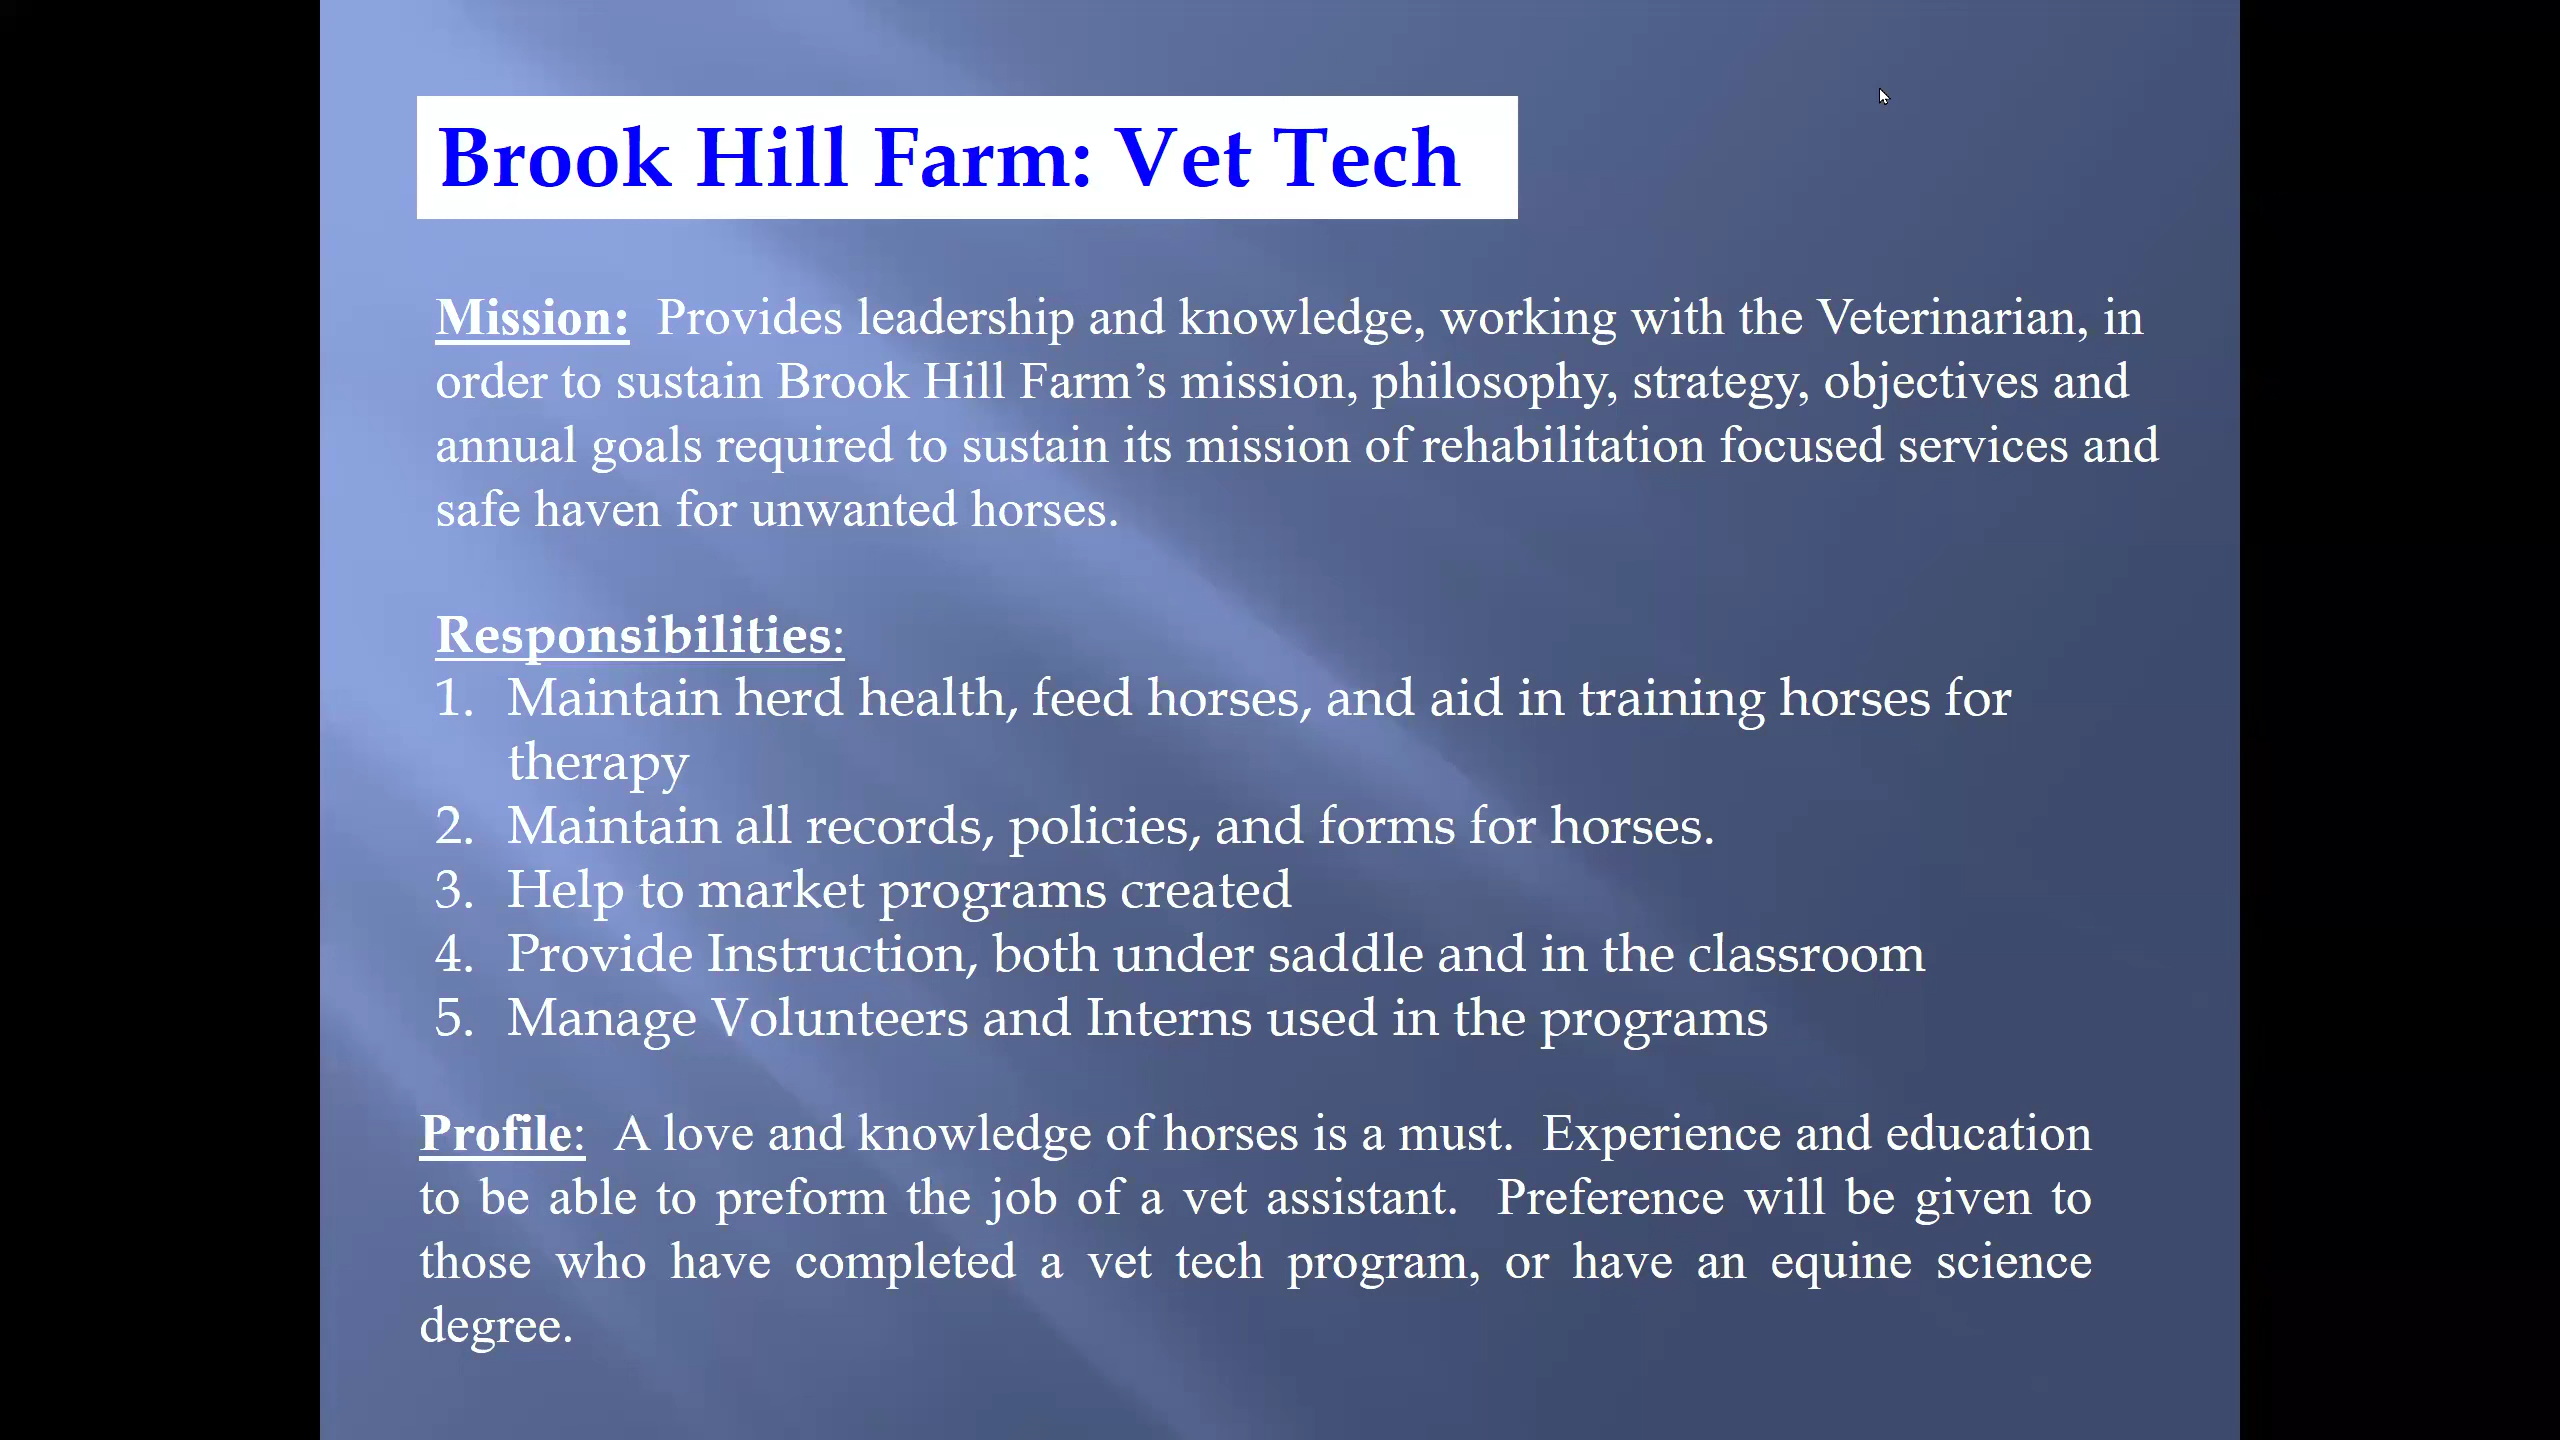 Brook Hill Farm: Vet Tech
Mission: Provides leadership and knowledge, working with the Veterinarian, in
order to sustain Brook Hill Farm’s mission, philosophy, strategy, objectives and
annual goals required to sustain its mission of rehabilitation focused services and
safe haven for unwanted horses.
Responsibilities:
1. Maintain herd health, feed horses, and aid in training horses for
therapy
2. Maintain all records, policies, and forms for horses.
3. Help to market programs created
4. Provide Instruction, both under saddle and in the classroom
5. Manage Volunteers and Interns used in the programs
Profile: A love and knowledge of horses is a must. Experience and education
to be able to preform the job of a vet assistant. Preference will be given to
those who have completed a vet tech program, or have an equine science
degree.